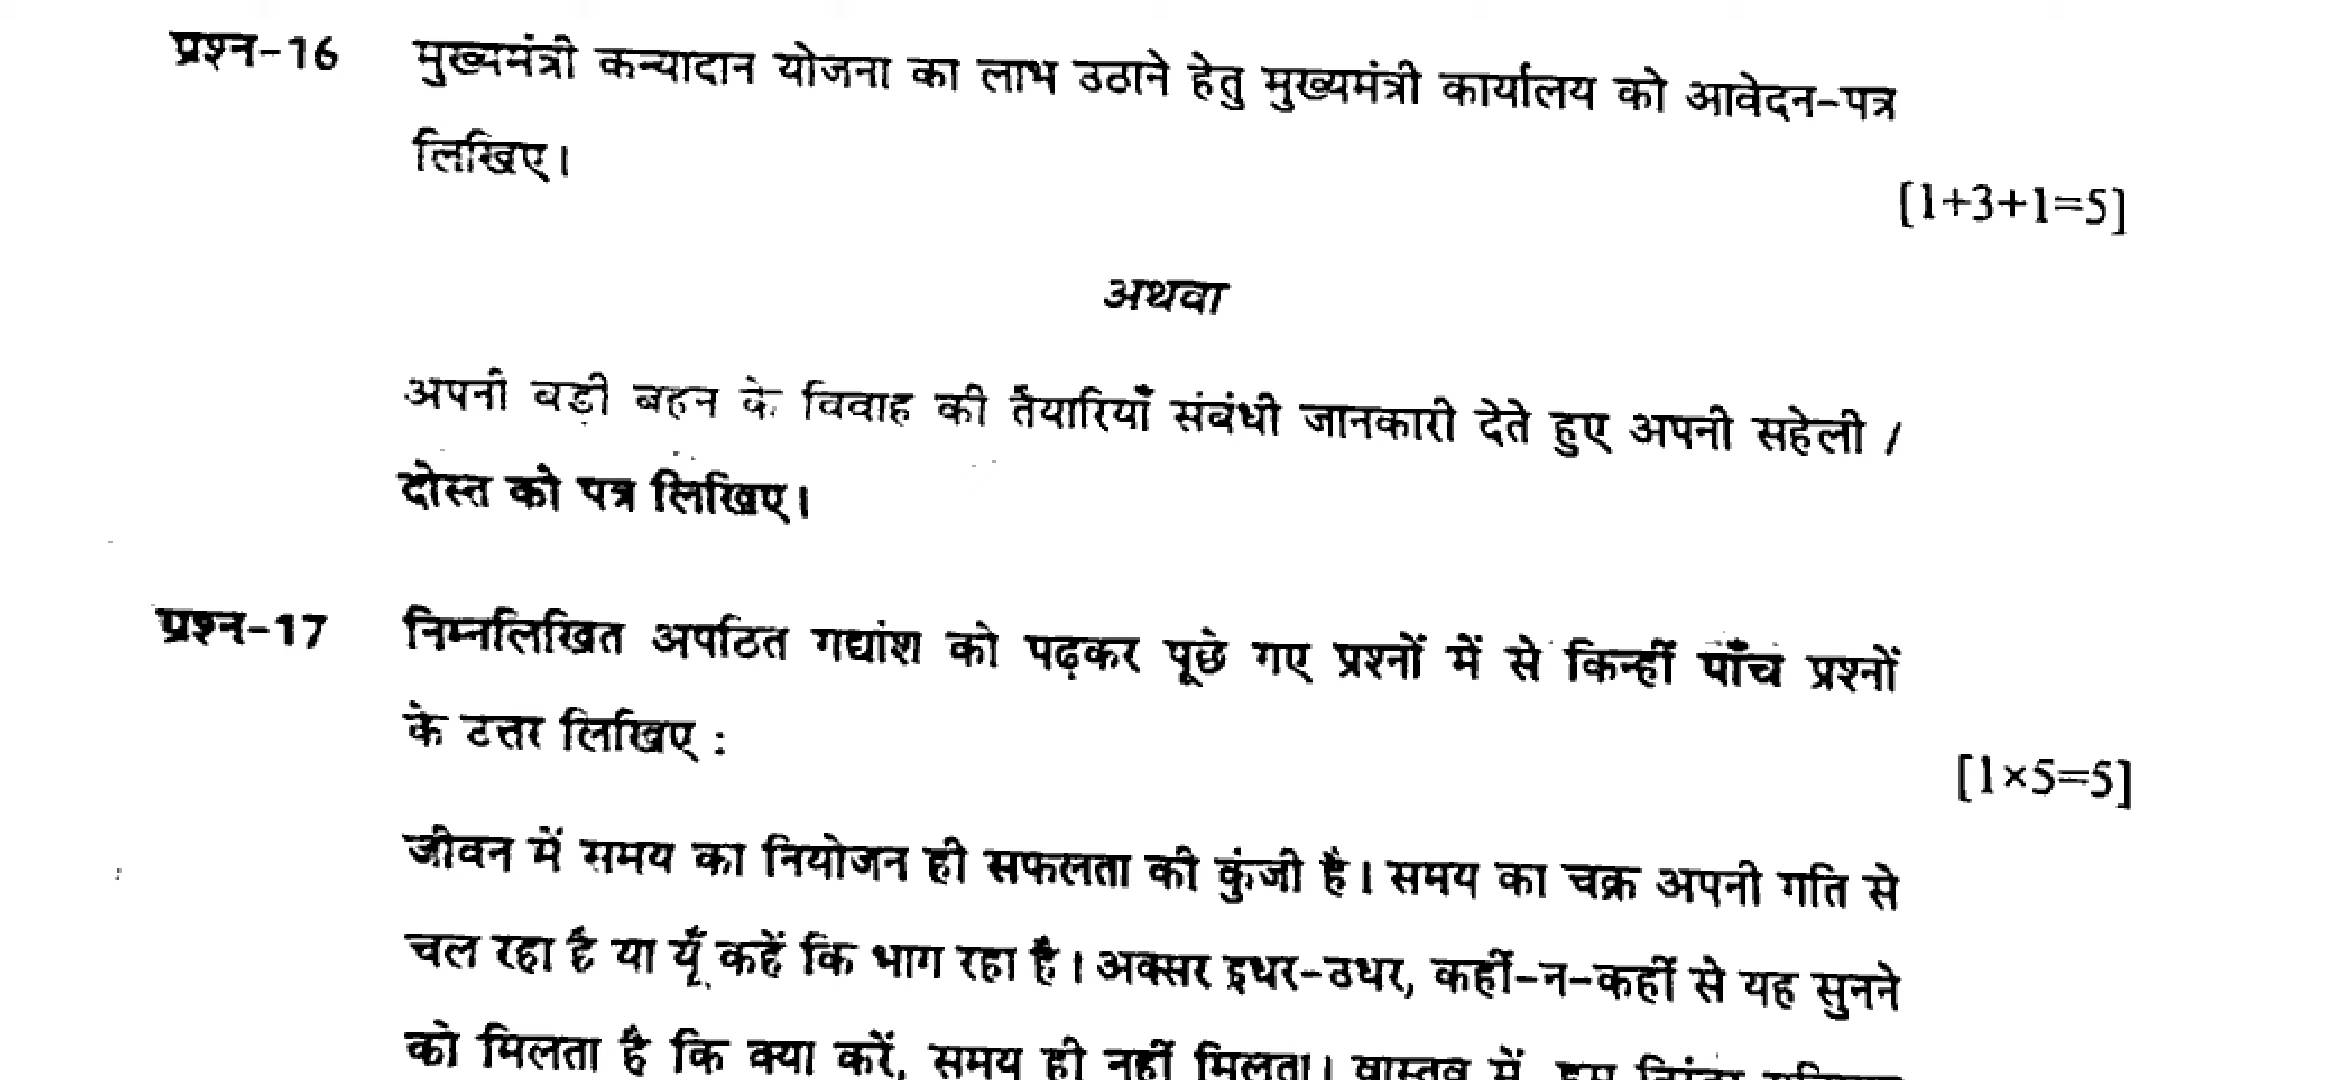 प्रश्न-16 मुख्यमंत्री कन्यादान योजना का लाभ उठाने हेतु मुख्यमंत्री कार्यालय को आवेदन-पत्र
लिखिए।
[1+3+1=5]
अथवा
अपनी बड़ी बहन के विवाह की तैयारियाँ संबंधी जानकारी देते हुए अपनी सहेली /
दोस्त को पत्र लिखिए।
प्रश्न-17 निम्नलिखित अपठित गद्यांश को पढ़कर पूछे गए प्रश्नों में से किन्हीं पाँच प्रश्नों
के उत्तर लिखिए :
[1×5=5]
जीवन में समय का नियोजन ही सफलता की कुंजी है। समय का चक्र अपनी गति से
चल रहा है या यूँ कहें कि भाग रहा है। अक्सर इधर-उधर, कहीं-न-कहीं से यह सुनने
को मिलता है कि क्या करें, समय ही नहीं मिलता। वास्तव में हम